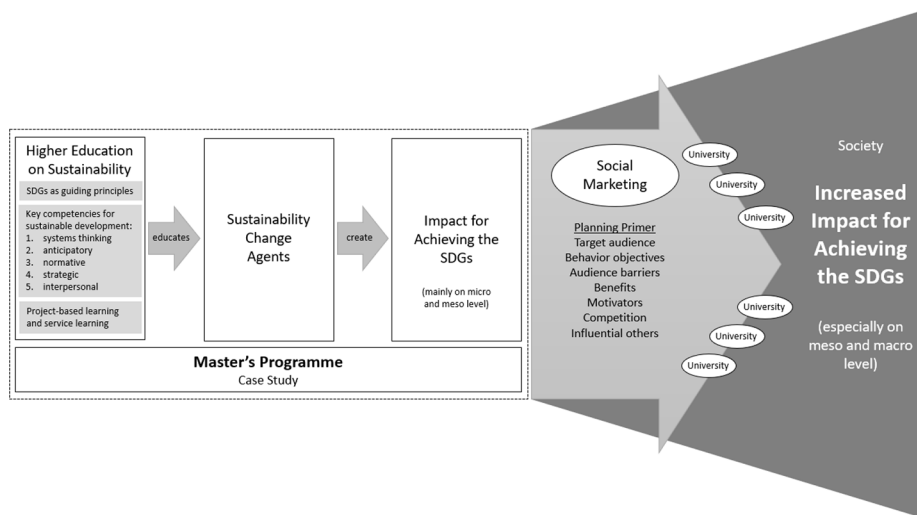 Higher Education
on Sustainability
SDGs as guiding principles
Key competencies for
sustainable development:
1. systems thinking
2. anticipatory
3. normative
4. strategic
5. interpersonal
Project-based learning
and service learning
educates
Sustainability
Change
Agents
create
Impact for
Achieving the
SDGs
(mainly on micro
and meso level)
Master's Programme
Case Study
Social
Marketing
Planning Primer
Target audience
Behavior objectives
Audience barriers
Benefits
Motivators
Competition
Influential others
University
University
University
University
University
University
Society
Increased
Impact for
Achieving
the SDGs
(especially on
meso and macro
level)